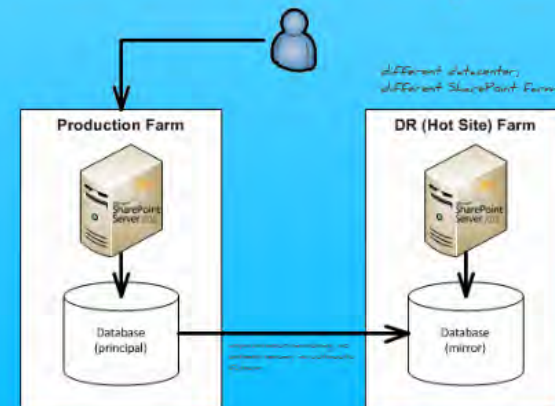 different datacenter;
different SharePoint Farm
Production Farm
DR (Hot Site) Farm
SharePoint
Server 2010
SharePoint
Server 2010
Database
(principal)
Database
(mirror)